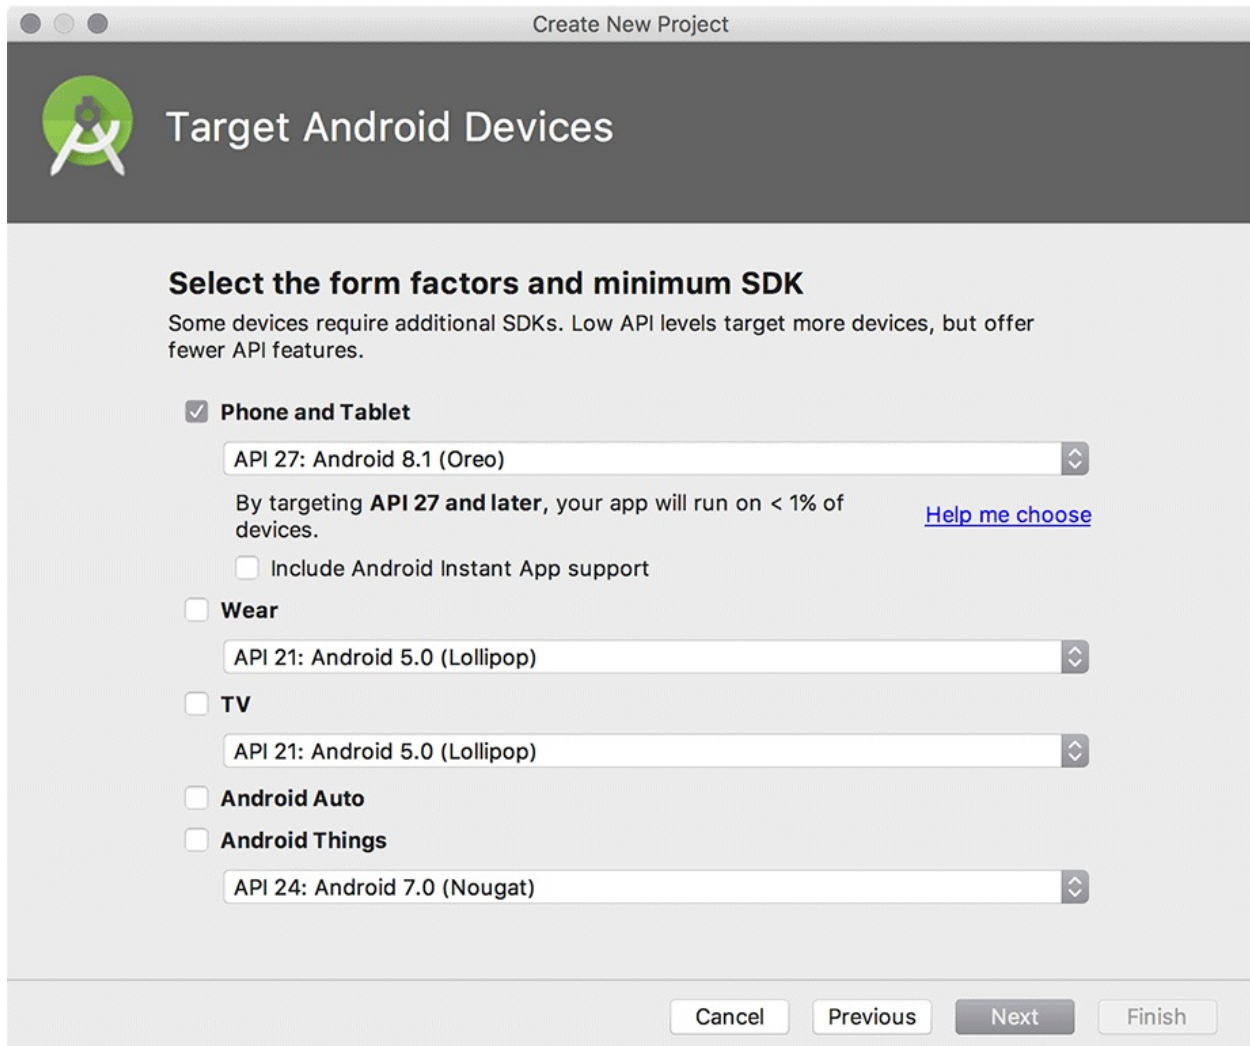 Create New Project
Target Android Devices
Select the form factors and minimum SDK
Some devices require additional SDKs. Low API levels target more devices, but offer
fewer API features.
Phone and Tablet
API 27: Android 8.1 (Oreo)
By targeting API 27 and later, your app will run on < 1% of
devices.
Help me choose
Include Android Instant App support
Wear
API 21: Android 5.0 (Lollipop)
TV
API 21: Android 5.0 (Lollipop)
Android Auto
Android Things
API 24: Android 7.0 (Nougat)
Cancel Previous Next Finish